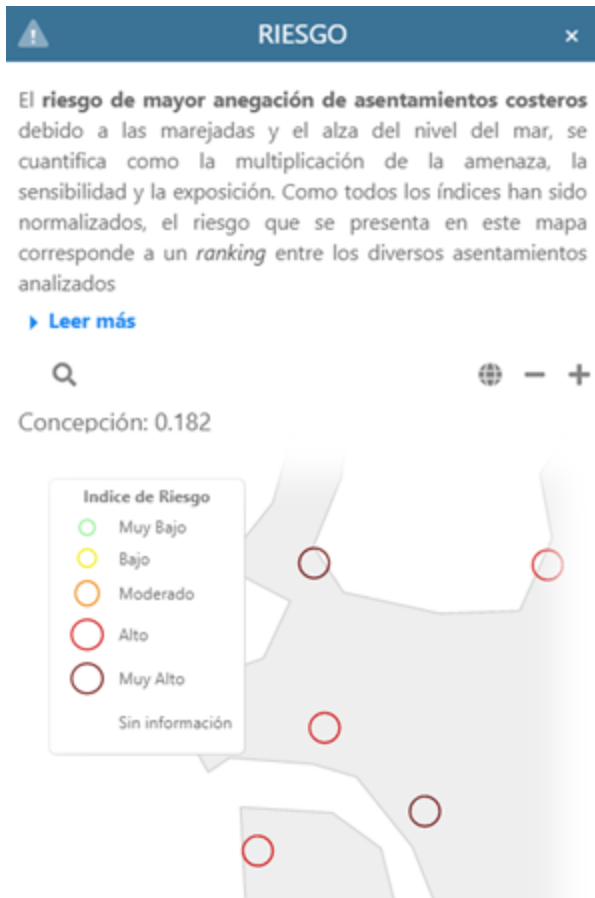 RIESGO
El riesgo de mayor anegación de asentamientos costeros
debido a las marejadas y el alza del nivel del mar, se
cuantifica como la multiplicación de la amenaza, la
sensibilidad y la exposición. Como todos los índices han sido
normalizados, el riesgo que se presenta en este mapa
corresponde a un ranking entre los diversos asentamientos
analizados
Leer más
Concepción: 0.182
Indice de Riesgo
Muy Bajo
Bajo
Moderado
Alto
Muy Alto
Sin información